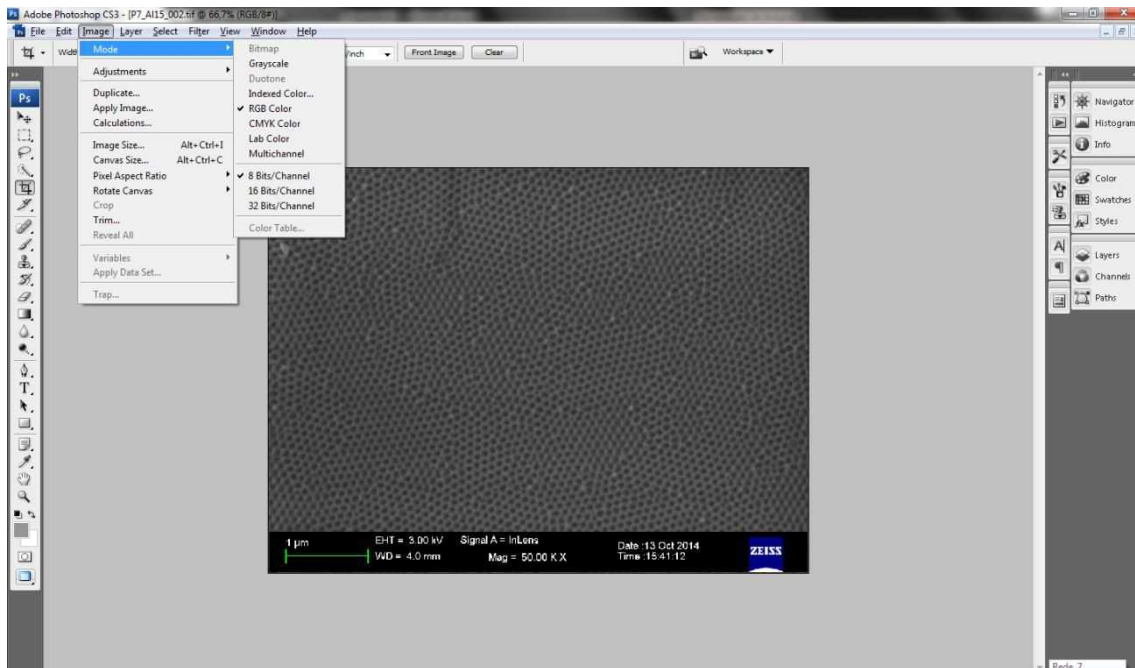 Adobe Photoshop CS3 - [P7_AI15_002.tif @ 66,7% (RGB/8#)]
File Edit Image Layer Select Filter View Window Help
Front Image Clear Workspace
Mode
Adjustments
Duplicate...
Apply Image...
Calculations...
Image Size... Alt+Ctrl+I
Canvas Size... Alt+Ctrl+C
Pixel Aspect Ratio
Rotate Canvas
Crop
Trim...
Reveal All
Variables
Apply Data Set...
Trap...
Bitmap
Grayscale
Duotone
Indexed Color...
RGB Color
CMYK Color
Lab Color
Multichannel
8 Bits/Channel
16 Bits/Channel
32 Bits/Channel
Color Table...
Ps
Navigator
Histogram
Info
Color
Swatches
Styles
Layers
Channels
Paths
1 µm
EHT = 3.00 kV Signal A = InLens Date :13 Oct 2014
WD = 4.0 mm Mag = 50.00 K X Time :15:41:12
ZEISS